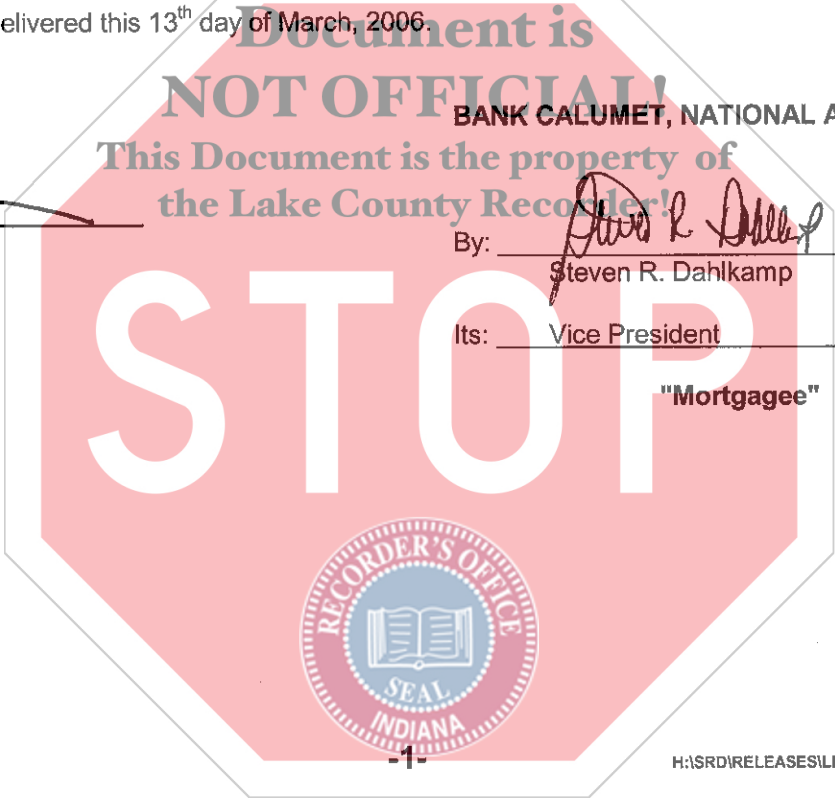 elivered this 13th day of March, 2006.
Document is
NOT OFFICIAL!
BANK CALUMET, NATIONAL A
This Document is the property of
the Lake County Recorder!
By:
Steven R. Dahlkamp
Its: Vice President
"Mortgagee"
STOP
RECORDER'S OFFICE
SEAL
INDIANA
-1-
H:\SRD\RELEASES\